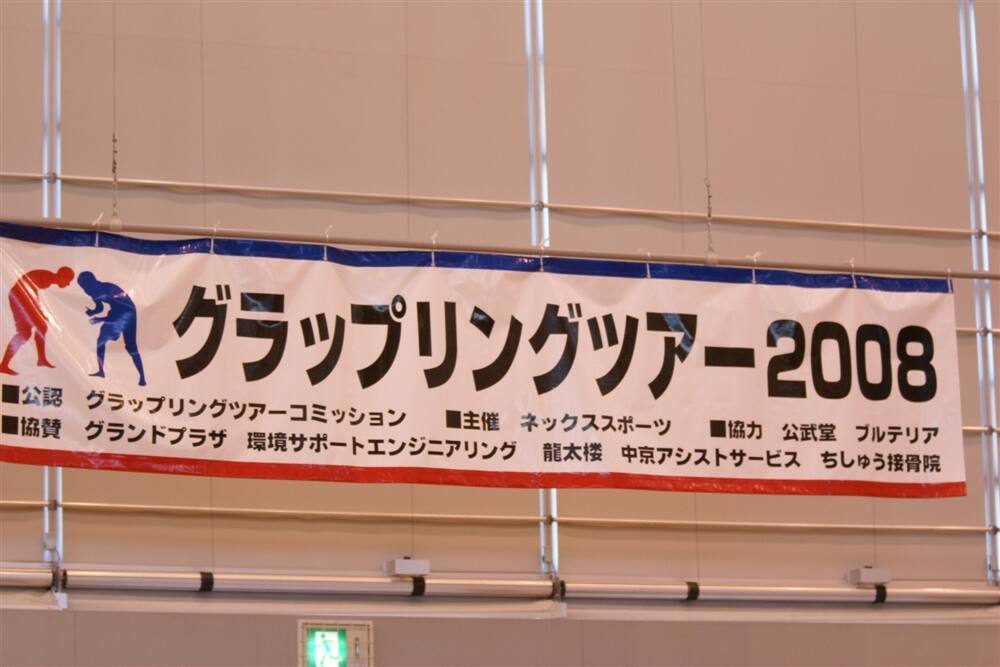 グラップリングツアー2008
■公認 グラップリングツアーコミッション ■主催 ネックススポーツ ■協力 公武堂 ブルテリア
■協賛 グランドプラザ 環境サポートエンジニアリング 龍太楼 中京アシストサービス ちしゅう接骨院